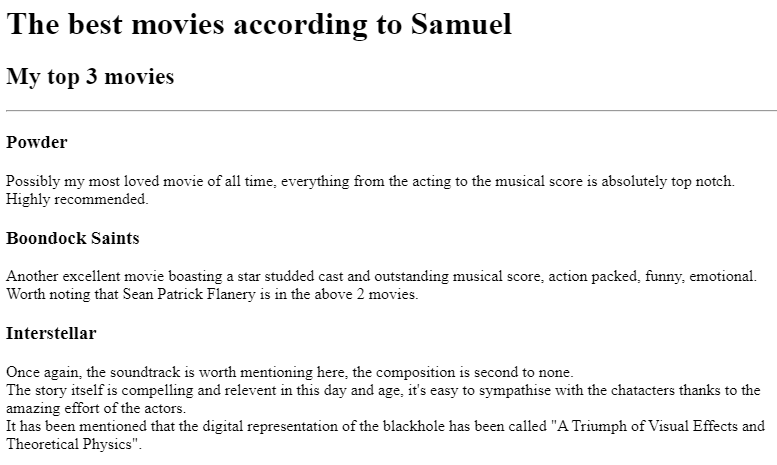 The best movies according to Samuel
My top 3 movies
Powder
Possibly my most loved movie of all time, everything from the acting to the musical score is absolutely top notch.
Highly recommended.
Boondock Saints
Another excellent movie boasting a star studded cast and outstanding musical score, action packed, funny, emotional.
Worth noting that Sean Patrick Flanery is in the above 2 movies.
Interstellar
Once again, the soundtrack is worth mentioning here, the composition is second to none.
The story itself is compelling and relevent in this day and age, it's easy to sympathise with the chatacters thanks to the
amazing effort of the actors.
It has been mentioned that the digital representation of the blackhole has been called "A Triumph of Visual Effects and
Theoretical Physics".